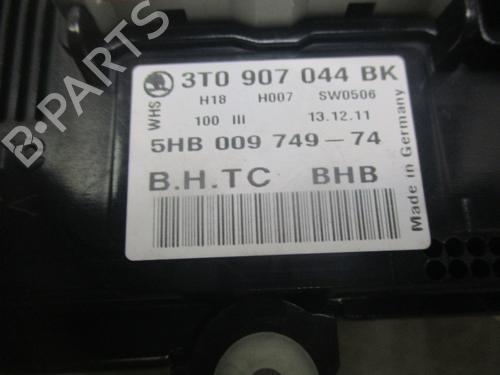 3T0 907 044 BK
WHS
H18 H007 SW0506
100 III 13.12.11
5HB 009 749-74
B.H.TC BHB
Made in Germany
B-PARTS